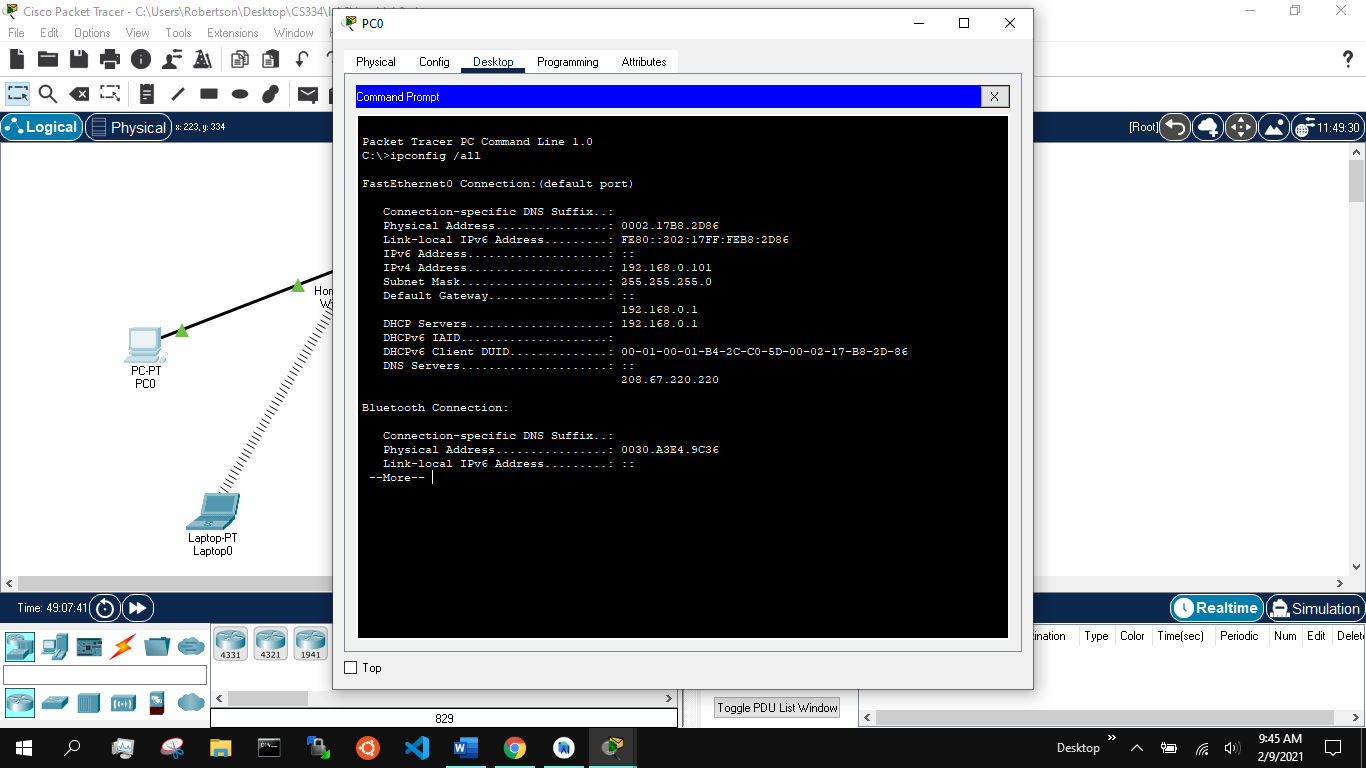 Cisco Packet Tracer - C:\Users\Robertson\Desktop\CS334\
PC0
File Edit Options View Tools Extensions Window
Physical Config Desktop Programming Attributes
Command Prompt X
Logical Physical x: 223, y: 334
[Root] 11:49:30
Packet Tracer PC Command Line 1.0
C:\>ipconfig /all
FastEthernet0 Connection:(default port)
Connection-specific DNS Suffix..:
Physical Address................: 0002.17B8.2D86
Link-local IPv6 Address.........: FE80::202:17FF:FEB8:2D86
IPv6 Address....................: ::
IPv4 Address....................: 192.168.0.101
Subnet Mask.....................: 255.255.255.0
Default Gateway.................: ::
192.168.0.1
DHCP Servers....................: 192.168.0.1
DHCPv6 IAID.....................:
DHCPv6 Client DUID..............: 00-01-00-01-B4-2C-C0-5D-00-02-17-B8-2D-86
DNS Servers.....................: ::
208.67.220.220
Bluetooth Connection:
Connection-specific DNS Suffix..:
Physical Address................: 0030.A3E4.9C36
Link-local IPv6 Address.........: ::
--More--
PC-PT
PC0
Laptop-PT
Laptop0
Time: 49:07:41
Realtime Simulation
4331 4321 1941
Type Color Time(sec) Periodic Num Edit
Top
Toggle PDU List Window
829
Desktop
9:45 AM
2/9/2021